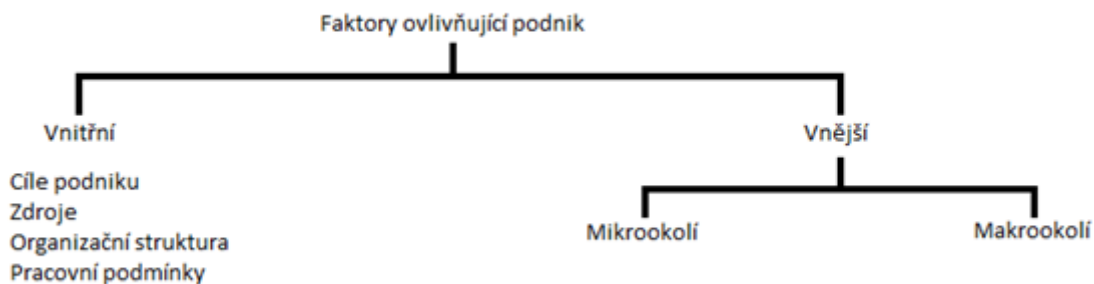 Faktory ovlivňující podnik
Vnitřní
Vnější
Cíle podniku
Zdroje
Organizační struktura
Pracovní podmínky
Mikrookolí
Makrookolí